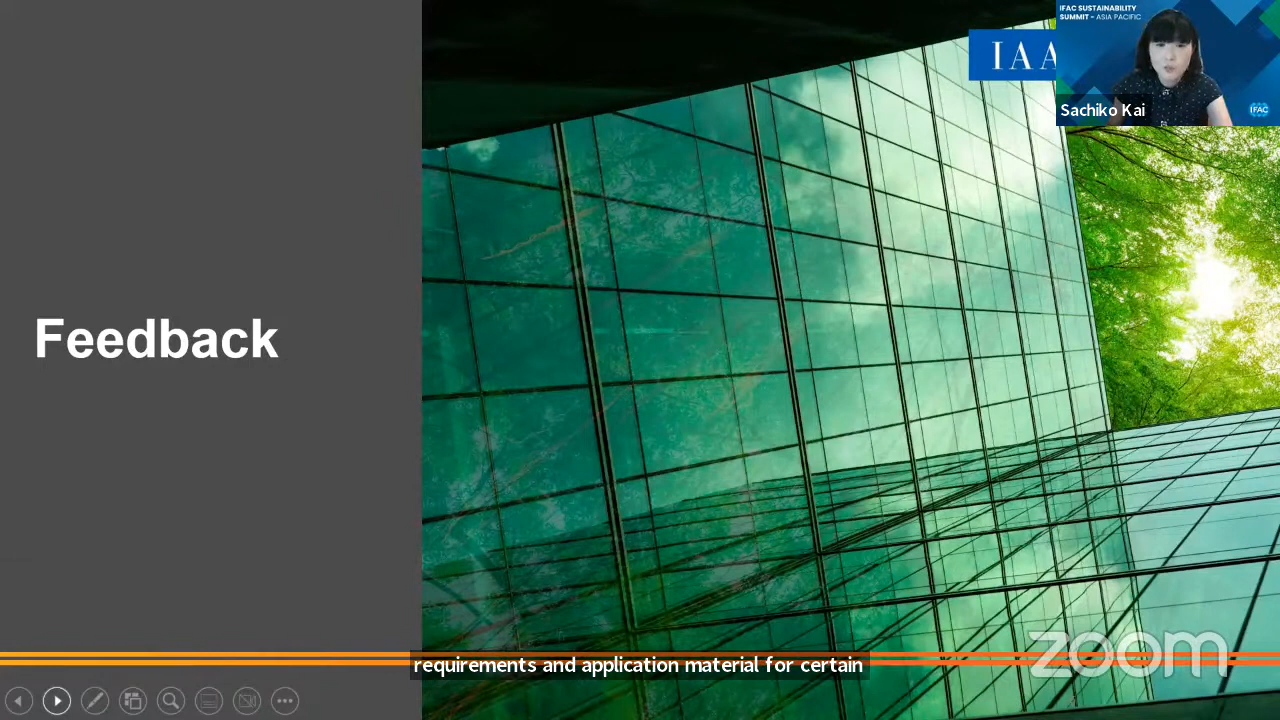 IFAC SUSTAINABILITY
SUMMIT - ASIA PACIFIC
IAA
Sachiko Kai
IFAC
Feedback
zoom
requirements and application material for certain